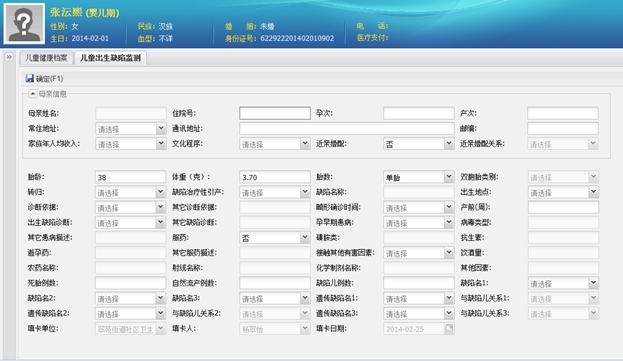 张云熙 (婴儿期)
性别: 女 民族: 汉族 婚 姻: 未婚 电 话:
生日: 2014-02-01 血型: 不详 身份证号: 622922201402010902 医疗支付:
儿童健康档案 儿童出生缺陷监测
确定(F1)
母亲信息
母亲姓名: 住院号: 孕次: 产次:
常住地址: 请选择 通讯地址: 邮编:
家族年人均收入: 请选择 文化程序: 请选择 近亲婚配: 否 近亲婚配关系: 请选择
胎龄: 38 体重（克）: 3.70 胎数: 单胎 双胞胎类别: 请选择
转归: 请选择 缺陷治疗性引产: 请选择 缺陷名称: 出生地点: 请选择
诊断依据: 请选择 其它诊断依据: 畸形确诊时间: 请选择 产前(周):
出生缺陷诊断: 请选择 其它缺陷诊断: 孕早期患病: 请选择 病毒类型:
其它患病描述: 服药: 否 磺胺类: 抗生素:
避孕药: 其它服药描述: 接触其他有害因素: 请选择 饮酒量:
农药名称: 射线名称: 化学制剂名称: 其他因素:
死胎例数: 自然流产例数: 缺陷儿例数: 缺陷名1: 请选择
缺陷名2: 请选择 缺陷名3: 请选择 遗传缺陷名1: 请选择 与缺陷儿关系1: 请选择
遗传缺陷名2: 请选择 与缺陷儿关系2: 请选择 遗传缺陷名3: 请选择 与缺陷儿关系3: 请选择
填卡单位: 翠苑街道社区卫生 填卡人: 杨翠怡 填卡日期: 2014-02-25